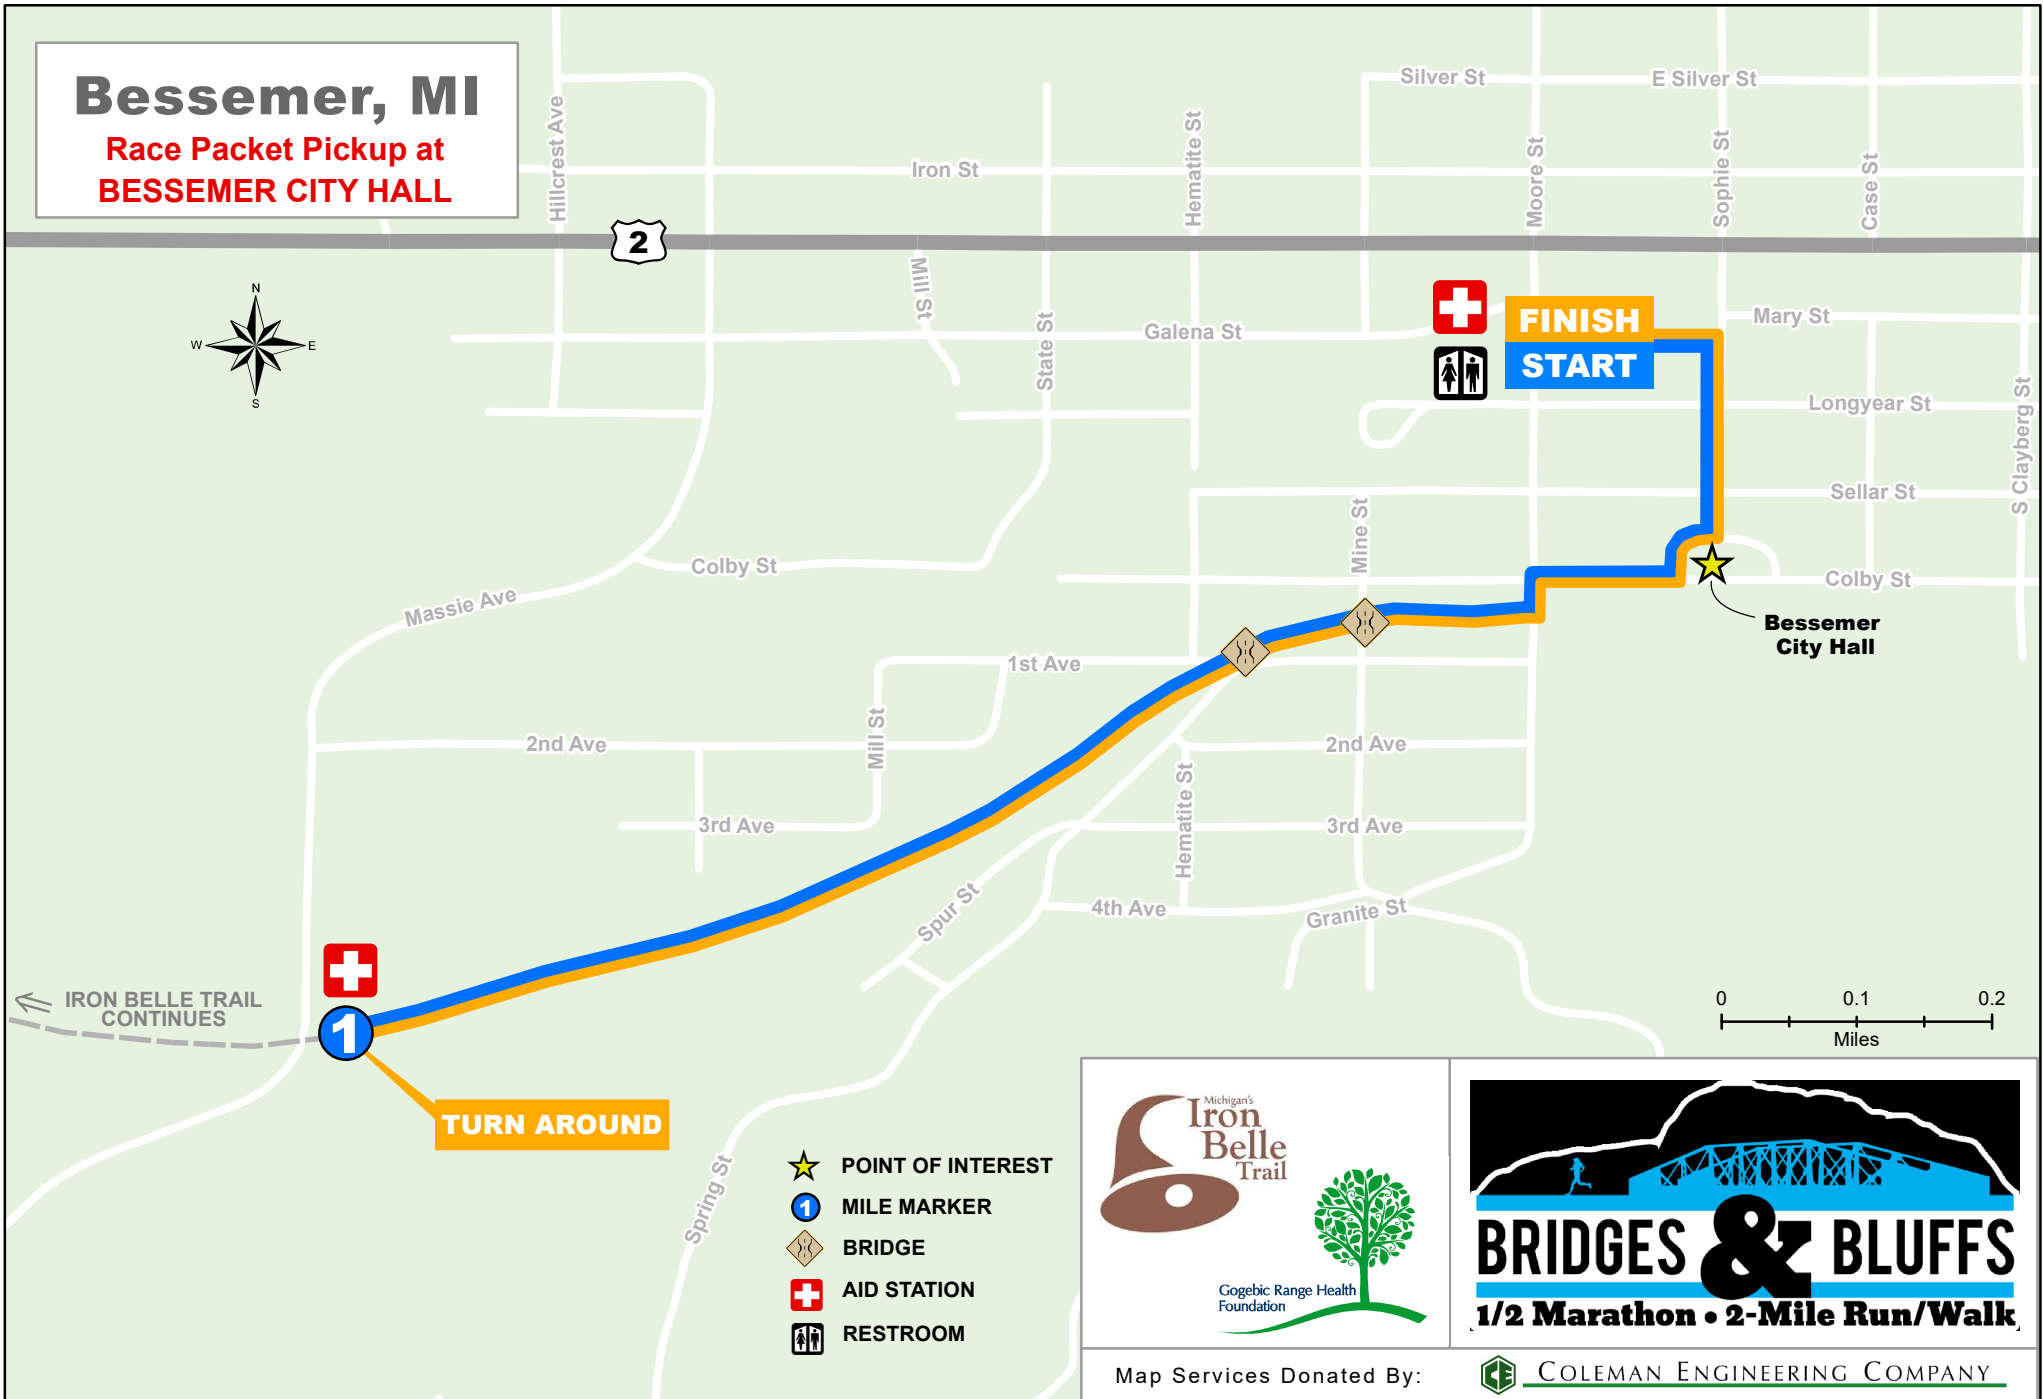 Bessemer, MI
Race Packet Pickup at
BESSEMER CITY HALL
Silver St
E Silver St
Hillcrest Ave
Iron St
Hematite St
Moore St
Sophie St
Case St
2
N
W
E
S
Mill St
State St
Galena St
FINISH
START
Mary St
Longyear St
S Clayberg St
Sellar St
Mine St
Colby St
Colby St
Massie Ave
Bessemer
City Hall
1st Ave
2nd Ave
Mill St
2nd Ave
Hematite St
3rd Ave
3rd Ave
Spur St
4th Ave
Granite St
IRON BELLE TRAIL
CONTINUES
1
TURN AROUND
0
0.1
0.2
Miles
Spring St
POINT OF INTEREST
1
MILE MARKER
BRIDGE
AID STATION
RESTROOM
Michigan's
Iron
Belle
Trail
Gogebic Range Health
Foundation
BRIDGES & BLUFFS
1/2 Marathon • 2-Mile Run/Walk
Map Services Donated By:
CE
COLEMAN ENGINEERING COMPANY